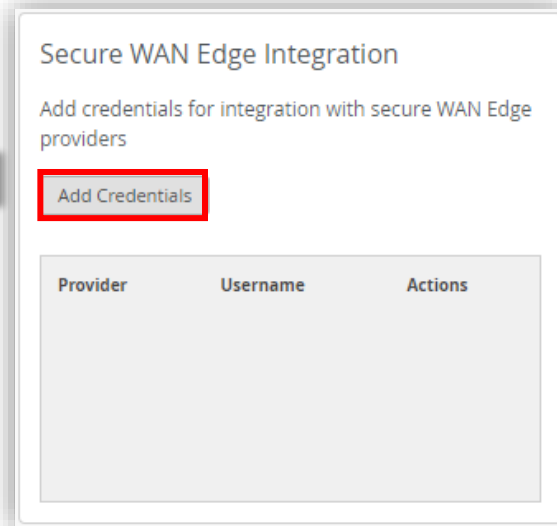 Secure WAN Edge Integration
Add credentials for integration with secure WAN Edge
providers
Add Credentials
Provider Username Actions